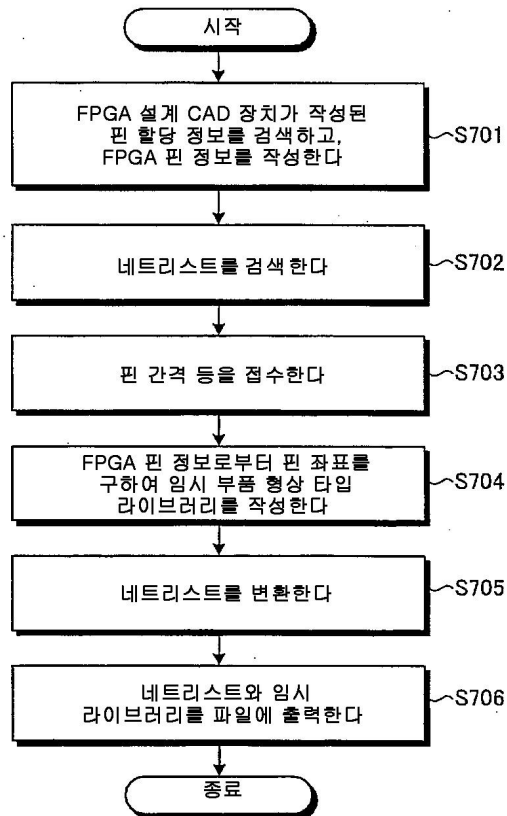 시작
FPGA 설계 CAD 장치가 작성된
핀 할당 정보를 검색하고,
FPGA 핀 정보를 작성한다
S701
네트리스트를 검색한다
S702
핀 간격 등을 접수한다
S703
FPGA 핀 정보로부터 핀 좌표를
구하여 임시 부품 형상 타입
라이브러리를 작성한다
S704
네트리스트를 변환한다
S705
네트리스트와 임시
라이브러리를 파일에 출력한다
S706
종료